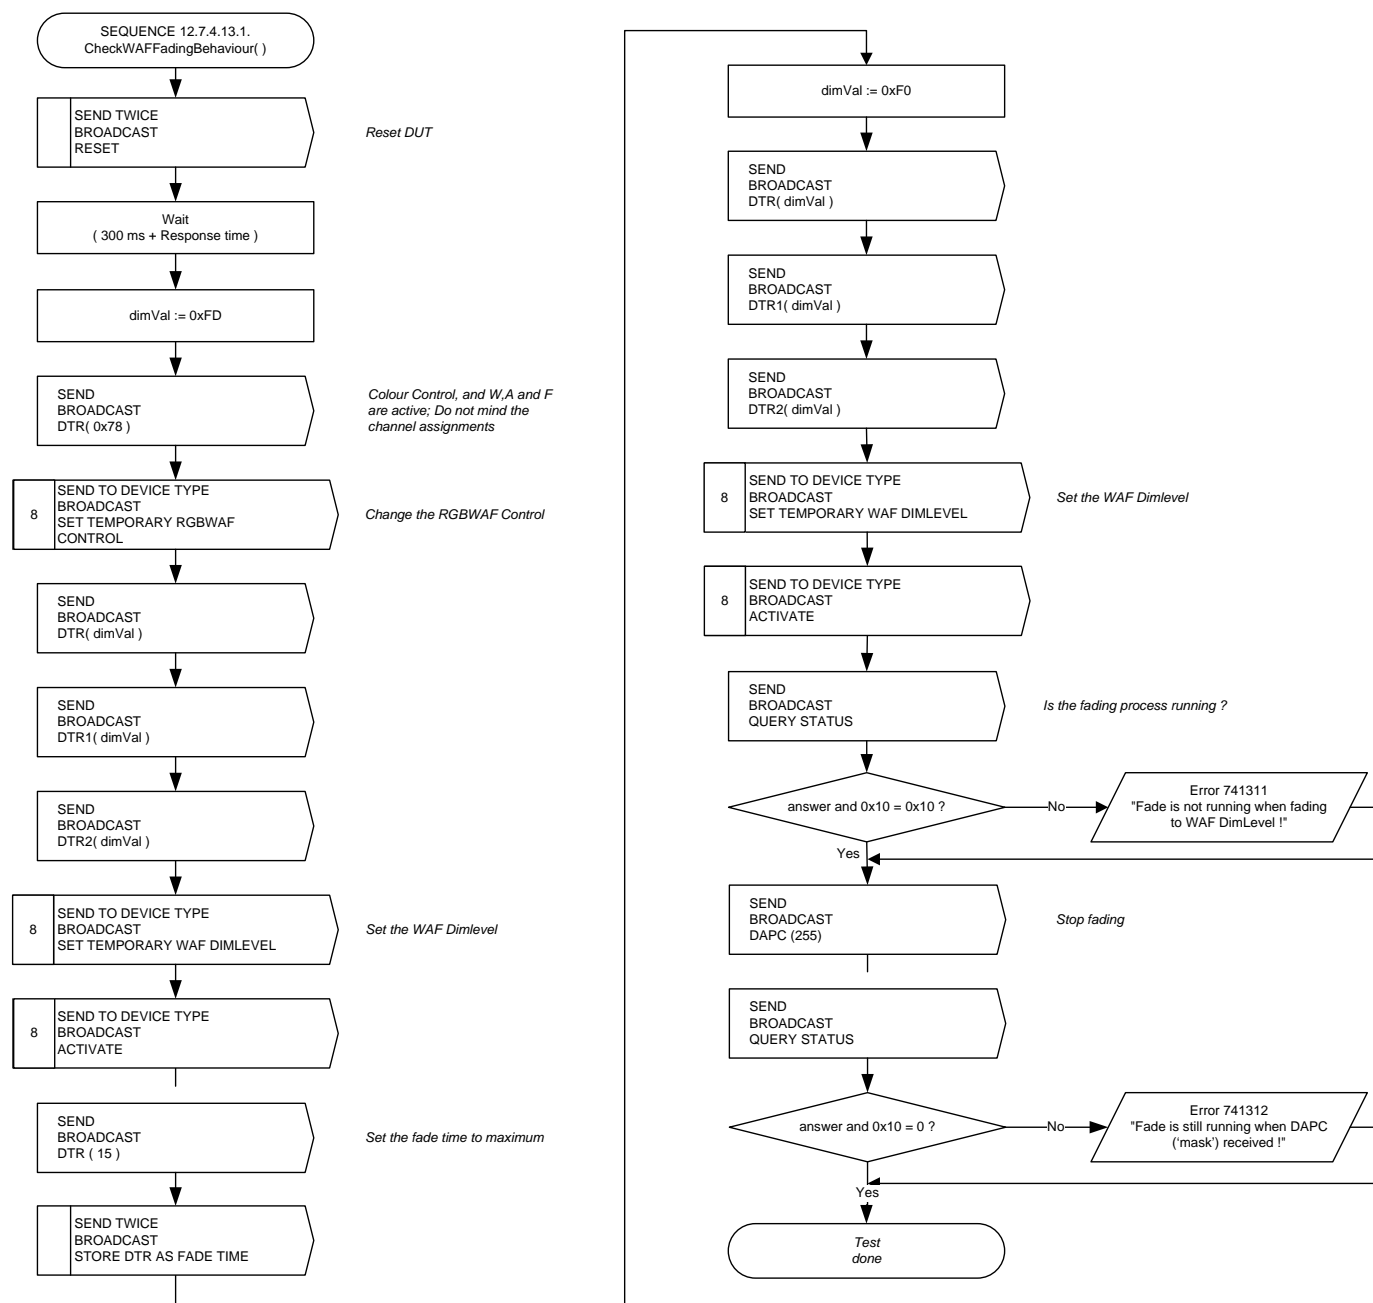 SEQUENCE 12.7.4.13.1.
CheckWAFFadingBehaviour( )
SEND TWICE
BROADCAST
RESET
Reset DUT
Wait
( 300 ms + Response time )
dimVal := 0xFD
SEND
BROADCAST
DTR( 0x78 )
Colour Control, and W,A and F
are active; Do not mind the
channel assignments
8
SEND TO DEVICE TYPE
BROADCAST
SET TEMPORARY RGBWAF
CONTROL
Change the RGBWAF Control
SEND
BROADCAST
DTR( dimVal )
SEND
BROADCAST
DTR1( dimVal )
SEND
BROADCAST
DTR2( dimVal )
8
SEND TO DEVICE TYPE
BROADCAST
SET TEMPORARY WAF DIMLEVEL
Set the WAF Dimlevel
8
SEND TO DEVICE TYPE
BROADCAST
ACTIVATE
SEND
BROADCAST
DTR ( 15 )
Set the fade time to maximum
SEND TWICE
BROADCAST
STORE DTR AS FADE TIME
dimVal := 0xF0
SEND
BROADCAST
DTR( dimVal )
SEND
BROADCAST
DTR1( dimVal )
SEND
BROADCAST
DTR2( dimVal )
8
SEND TO DEVICE TYPE
BROADCAST
SET TEMPORARY WAF DIMLEVEL
Set the WAF Dimlevel
8
SEND TO DEVICE TYPE
BROADCAST
ACTIVATE
SEND
BROADCAST
QUERY STATUS
Is the fading process running ?
answer and 0x10 = 0x10 ?
No
Error 741311
"Fade is not running when fading
to WAF DimLevel !"
Yes
SEND
BROADCAST
DAPC (255)
Stop fading
SEND
BROADCAST
QUERY STATUS
answer and 0x10 = 0 ?
No
Error 741312
"Fade is still running when DAPC
('mask') received !"
Yes
Test
done